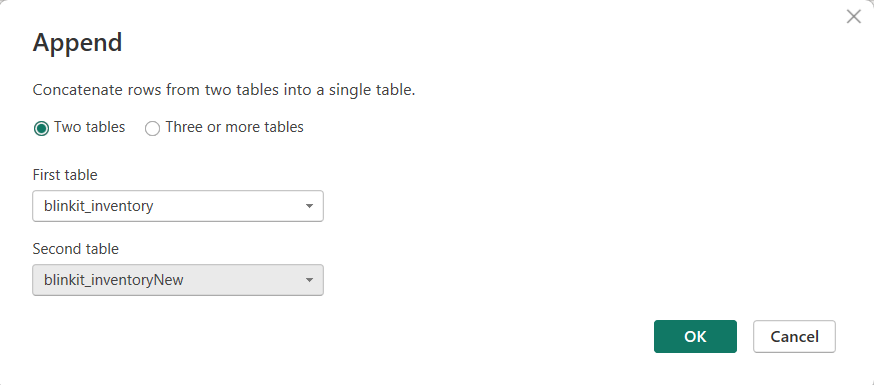 Append
Concatenate rows from two tables into a single table.
Two tables Three or more tables
First table
blinkit_inventory
Second table
blinkit_inventoryNew
OK Cancel